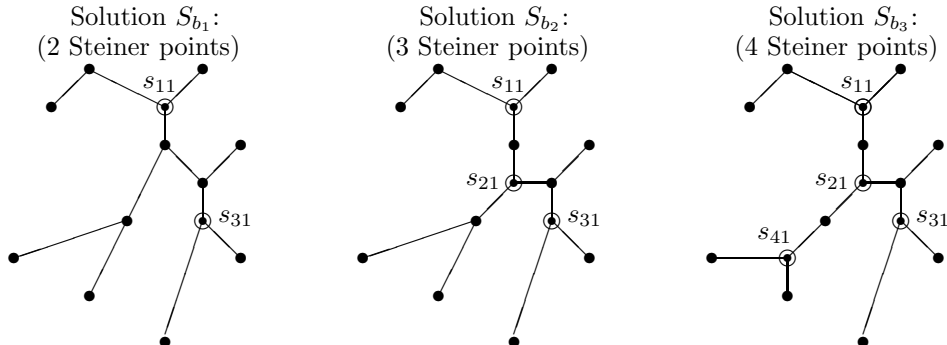 Solution S_{b_1}:
(2 Steiner points)
s_{11}
s_{31}
Solution S_{b_2}:
(3 Steiner points)
s_{11}
s_{21}
s_{31}
Solution S_{b_3}:
(4 Steiner points)
s_{11}
s_{21}
s_{31}
s_{41}